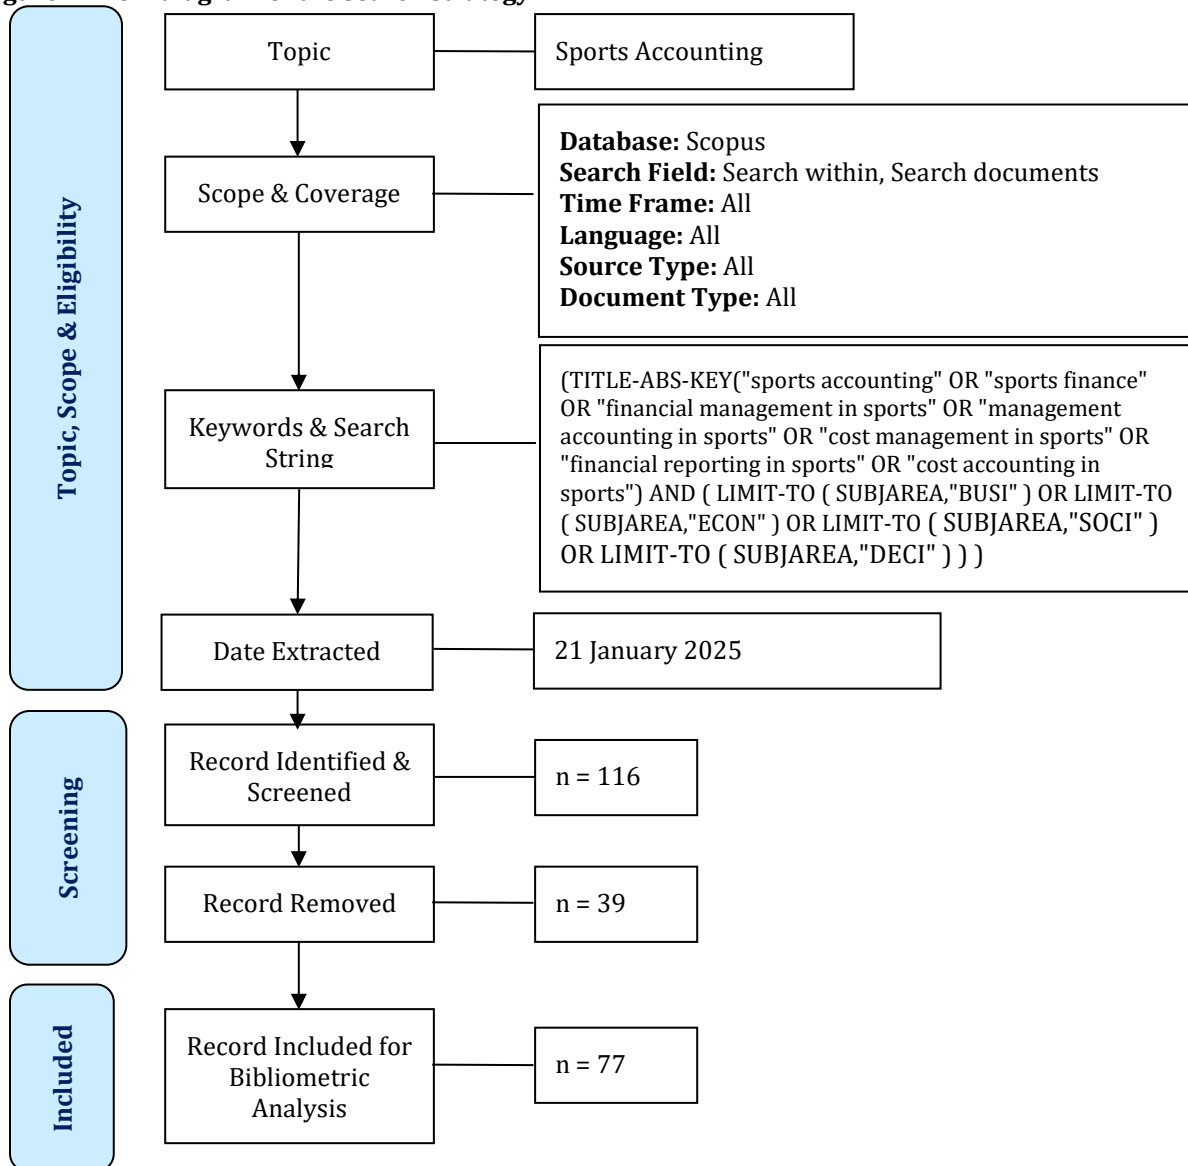 Topic, Scope & Eligibility
Topic
Sports Accounting
Scope & Coverage
Database: Scopus
Search Field: Search within, Search documents
Time Frame: All
Language: All
Source Type: All
Document Type: All
Keywords & Search
String
(TITLE-ABS-KEY("sports accounting" OR "sports finance"
OR "financial management in sports" OR "management
accounting in sports" OR "cost management in sports" OR
"financial reporting in sports" OR "cost accounting in
sports") AND ( LIMIT-TO ( SUBJAREA,"BUSI" ) OR LIMIT-TO
( SUBJAREA,"ECON" ) OR LIMIT-TO ( SUBJAREA,"SOCI" )
OR LIMIT-TO ( SUBJAREA,"DECI" ) ) )
Date Extracted
21 January 2025
Screening
Record Identified &
Screened
n = 116
Record Removed
n = 39
Included
Record Included for
Bibliometric
Analysis
n = 77